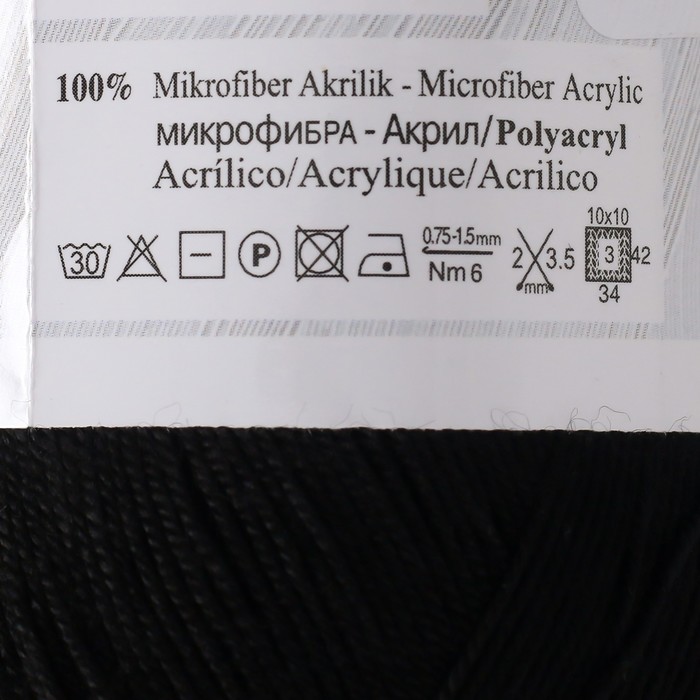 100% Mikrofiber Akrilik - Microfiber Acrylic
МИКРОФИБРА - Акрил/Polyacryl
Acrílico/Acrylique/Acrilico
30 P 0.75-1.5mm Nm 6 2 3.5 mm 10x10 3 42 34